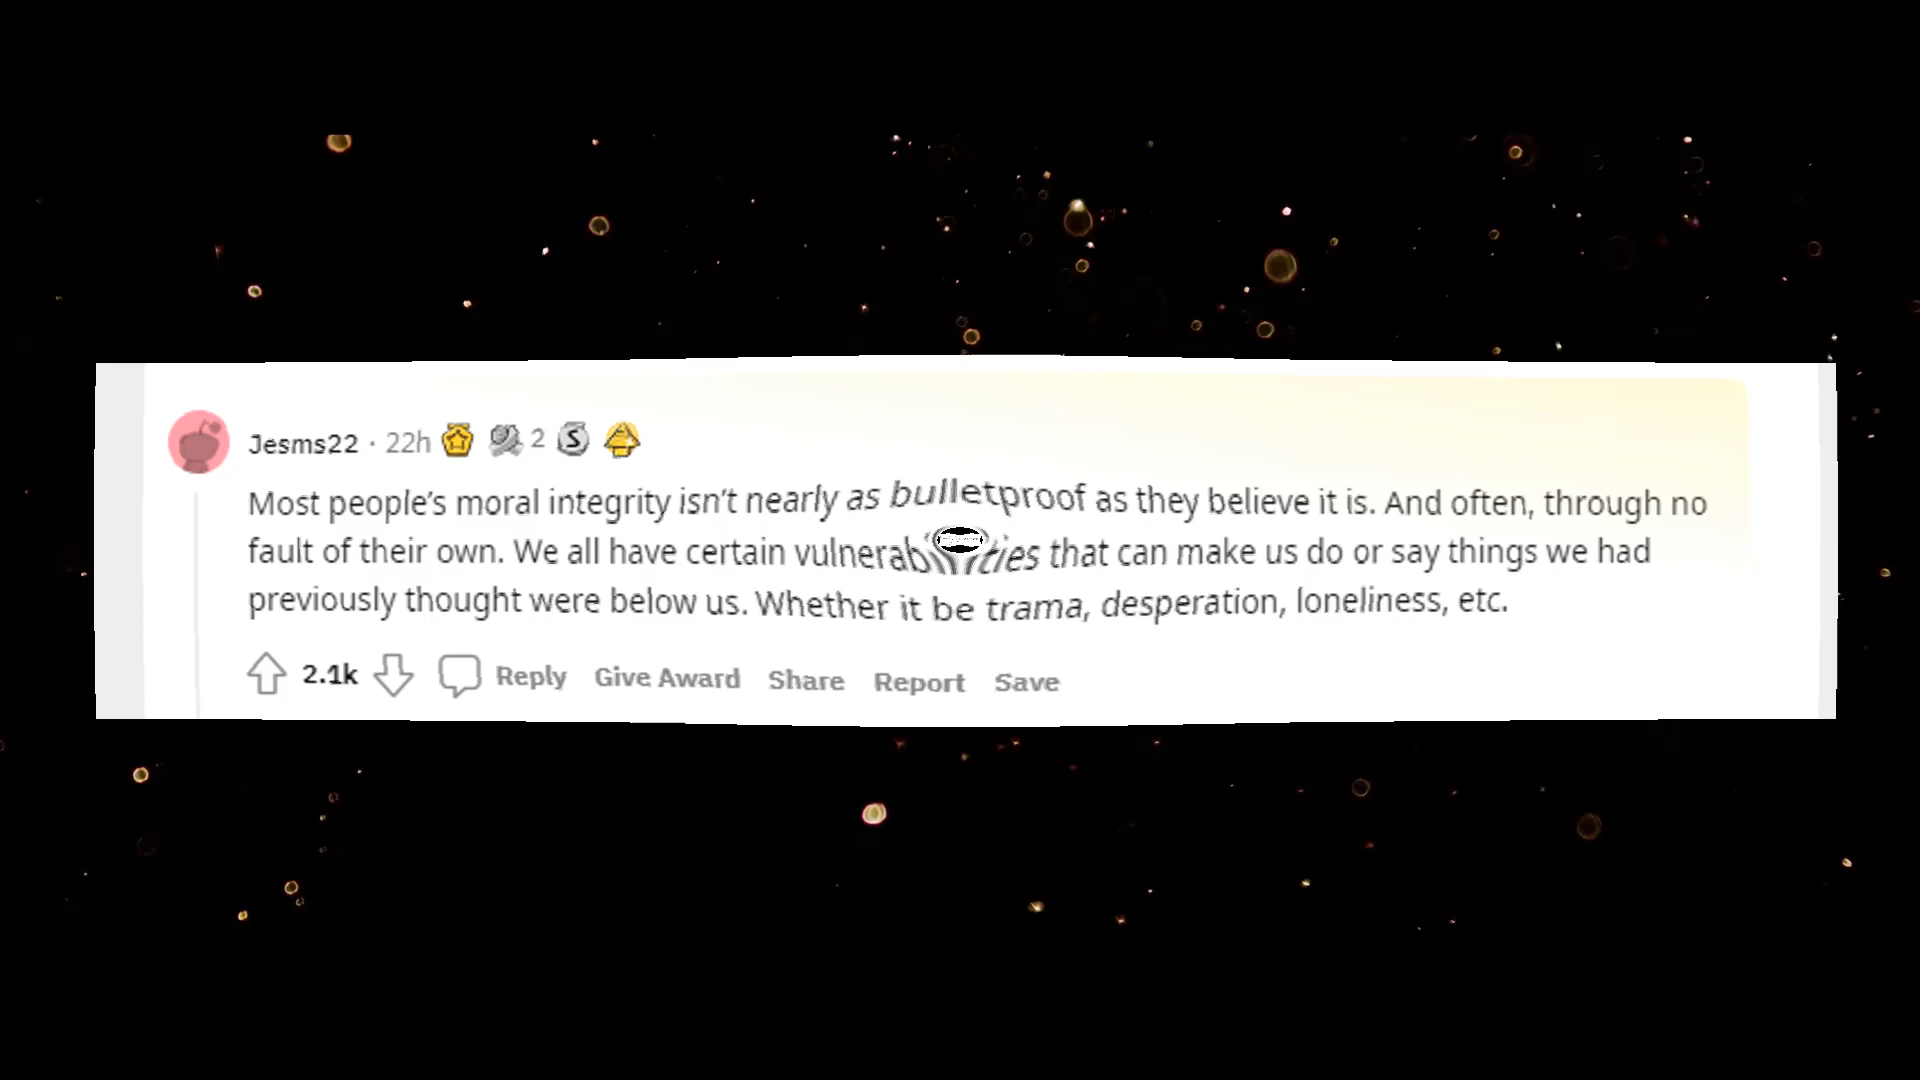 Jesms22 · 22h 2 S
Most people's moral integrity isn't nearly as bulletproof as they believe it is. And often, through no
fault of their own. We all have certain vulnerabilities that can make us do or say things we had
previously thought were below us. Whether it be trama, desperation, loneliness, etc.
2.1k Reply Give Award Share Report Save